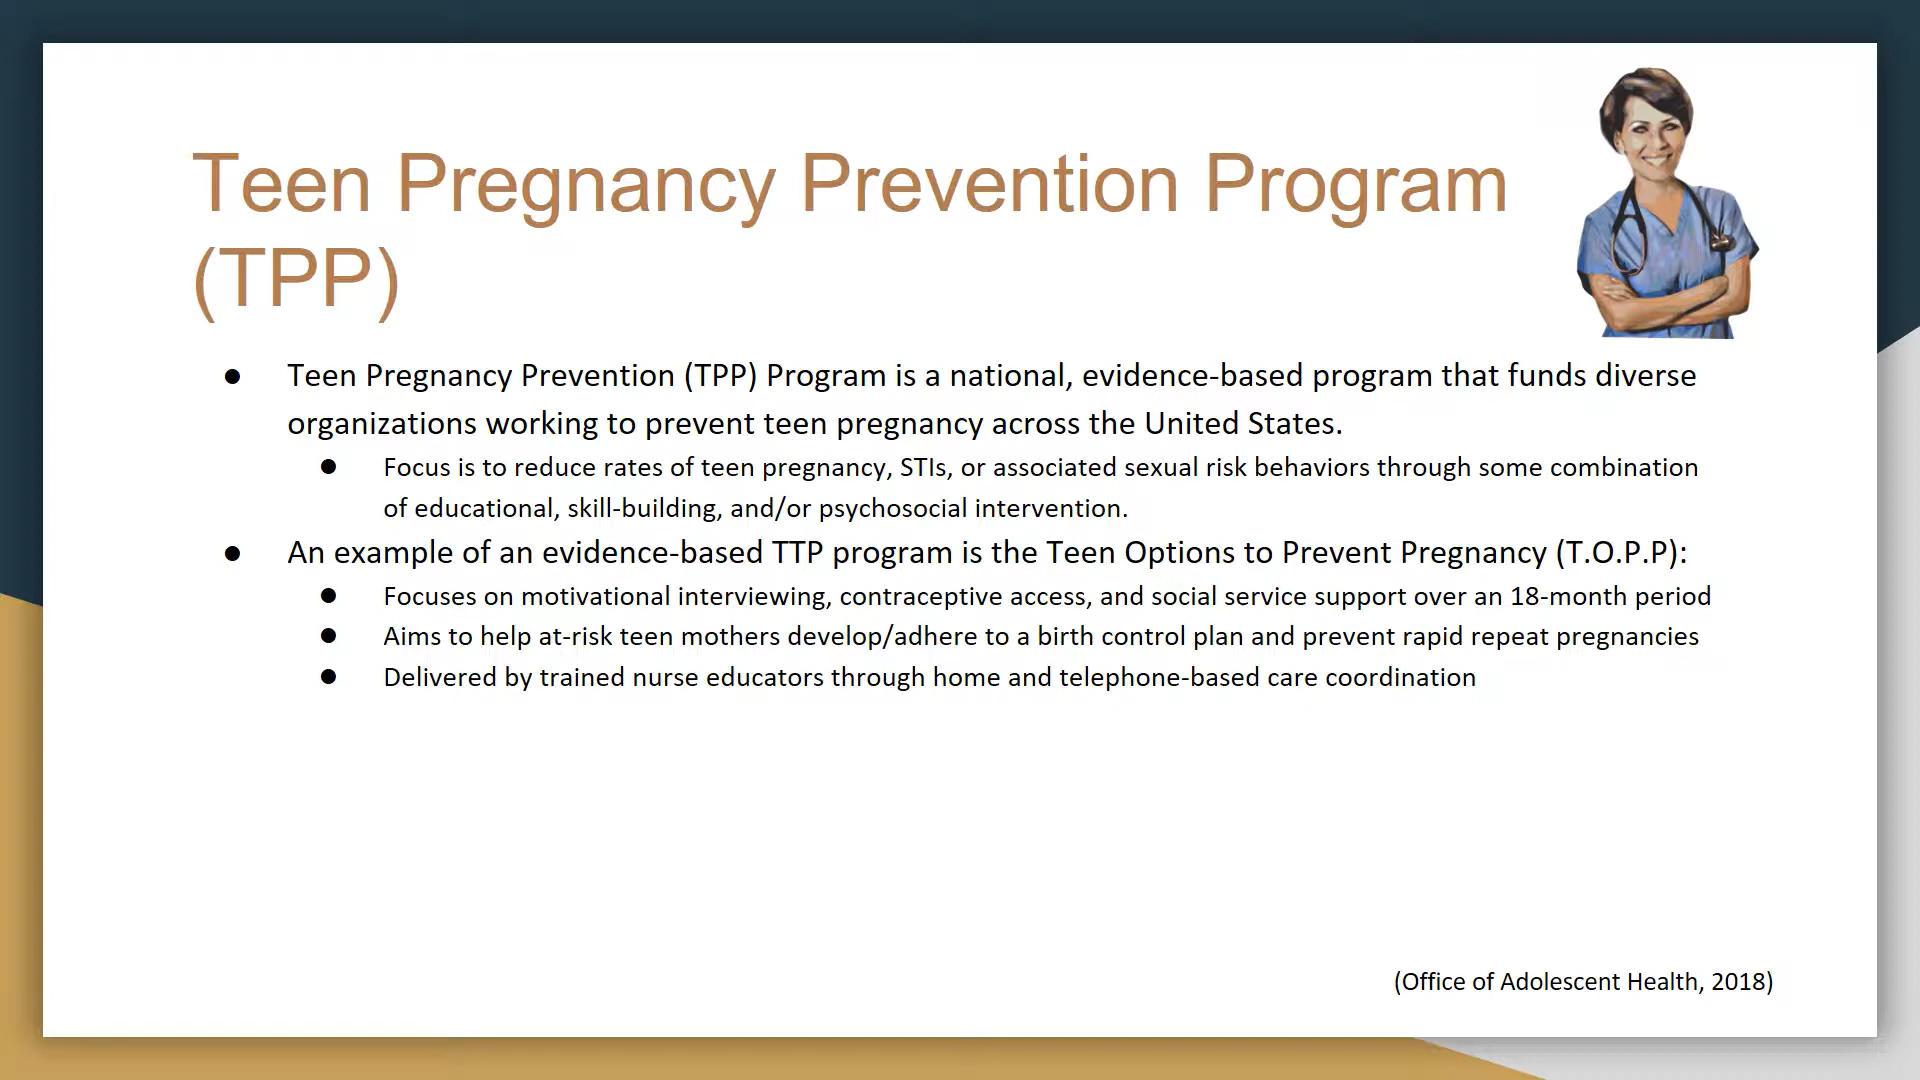 Teen Pregnancy Prevention Program
(TPP)
● Teen Pregnancy Prevention (TPP) Program is a national, evidence-based program that funds diverse
organizations working to prevent teen pregnancy across the United States.
● Focus is to reduce rates of teen pregnancy, STIs, or associated sexual risk behaviors through some combination
of educational, skill-building, and/or psychosocial intervention.
● An example of an evidence-based TTP program is the Teen Options to Prevent Pregnancy (T.O.P.P):
● Focuses on motivational interviewing, contraceptive access, and social service support over an 18-month period
● Aims to help at-risk teen mothers develop/adhere to a birth control plan and prevent rapid repeat pregnancies
● Delivered by trained nurse educators through home and telephone-based care coordination
(Office of Adolescent Health, 2018)